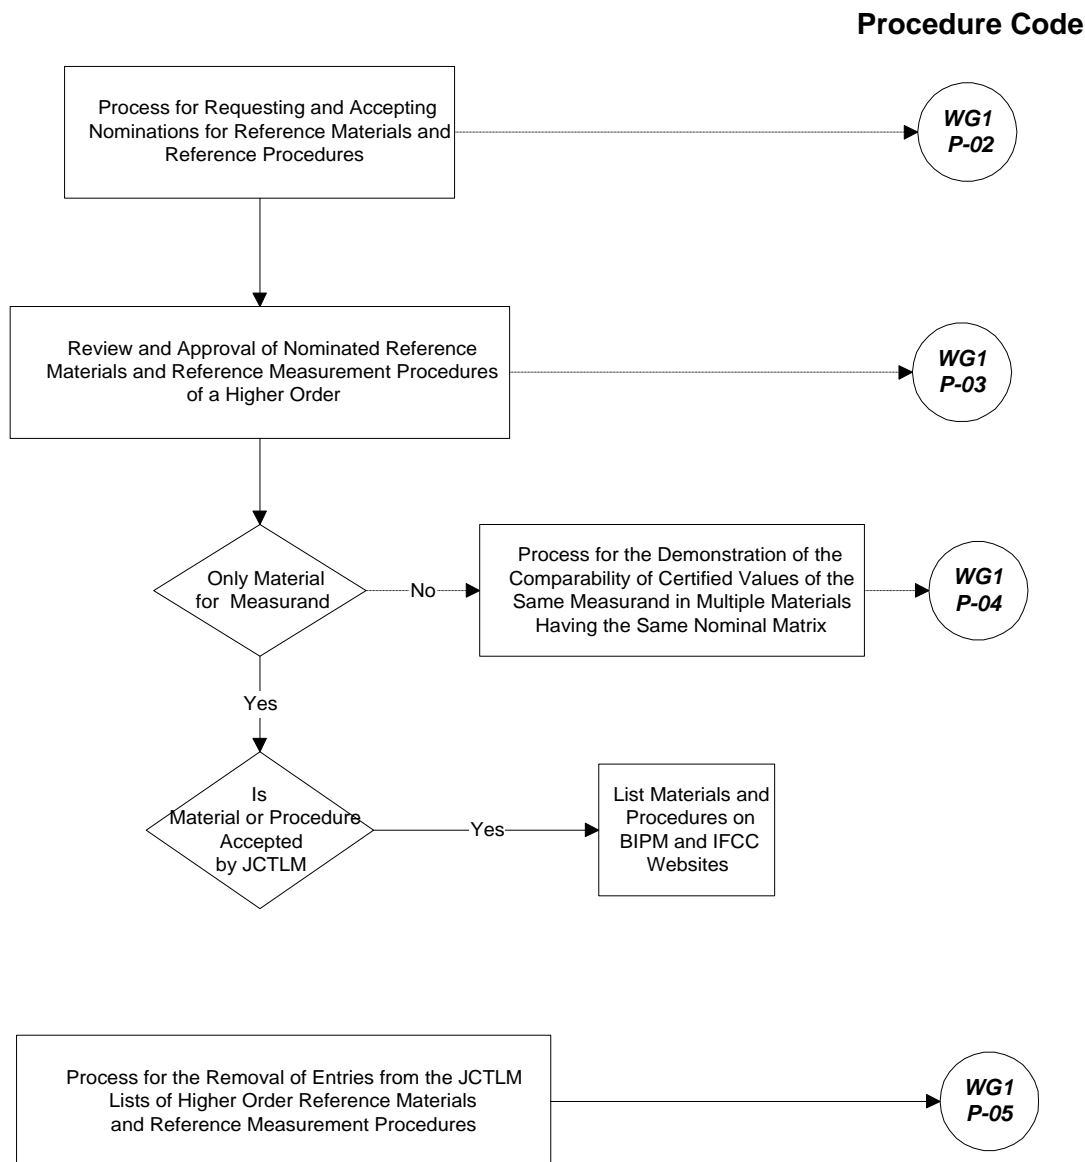 Procedure Code
Process for Requesting and Accepting
Nominations for Reference Materials and
Reference Procedures
WG1
P-02
Review and Approval of Nominated Reference
Materials and Reference Measurement Procedures
of a Higher Order
WG1
P-03
Only Material
for Measurand
No
Process for the Demonstration of the
Comparability of Certified Values of the
Same Measurand in Multiple Materials
Having the Same Nominal Matrix
WG1
P-04
Yes
Is
Material or Procedure
Accepted
by JCTLM
Yes
List Materials and
Procedures on
BIPM and IFCC
Websites
Process for the Removal of Entries from the JCTLM
Lists of Higher Order Reference Materials
and Reference Measurement Procedures
WG1
P-05